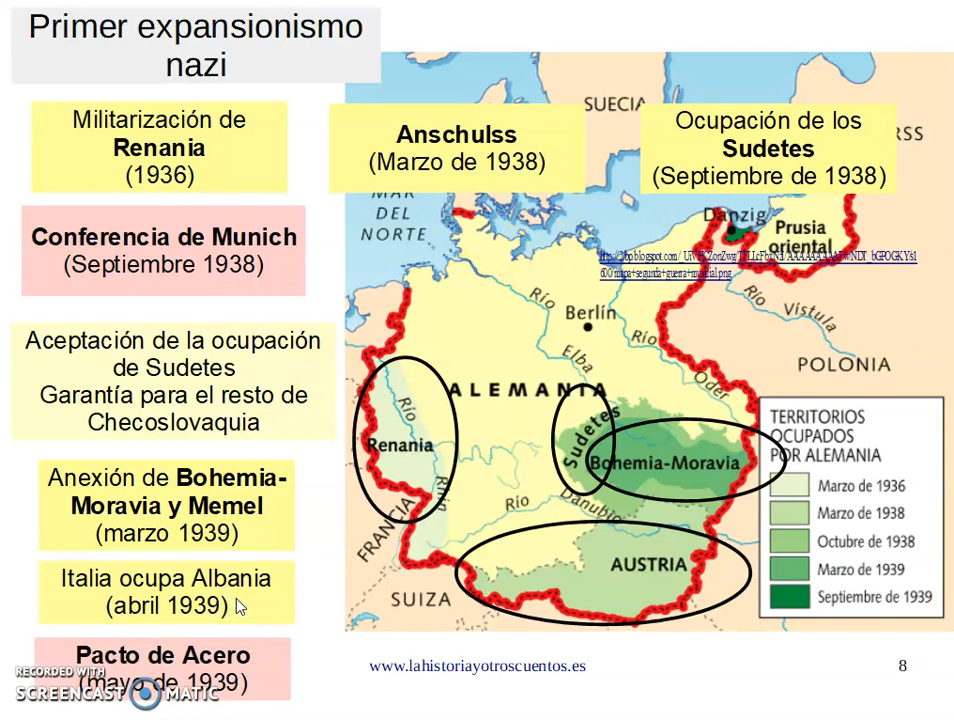 Primer expansionismo
nazi
Militarización de
Renania
(1936)
Anschulss
(Marzo de 1938)
Ocupación de los
Sudetes
(Septiembre de 1938)
Conferencia de Munich
(Septiembre 1938)
Aceptación de la ocupación
de Sudetes
Garantía para el resto de
Checoslovaquia
Anexión de Bohemia-
Moravia y Memel
(marzo 1939)
Italia ocupa Albania
(abril 1939)
Pacto de Acero
(mayo de 1939)
SUECIA
RSS
MAR
DEL
NORTE
Danzig
Prusia
oriental
Río
Vístula
Berlín
Río
Elba
Río
Oder
POLONIA
ALEMANIA
Río
Rhin
Renania
Sudetes
Bohemia-Moravia
Río
Danubio
FRANCIA
AUSTRIA
SUIZA
TERRITORIOS
OCUPADOS
POR ALEMANIA
Marzo de 1936
Marzo de 1938
Octubre de 1938
Marzo de 1939
Septiembre de 1939
www.lahistoriayotroscuentos.es
8
RECORDED WITH
SCREENCAST MATIC